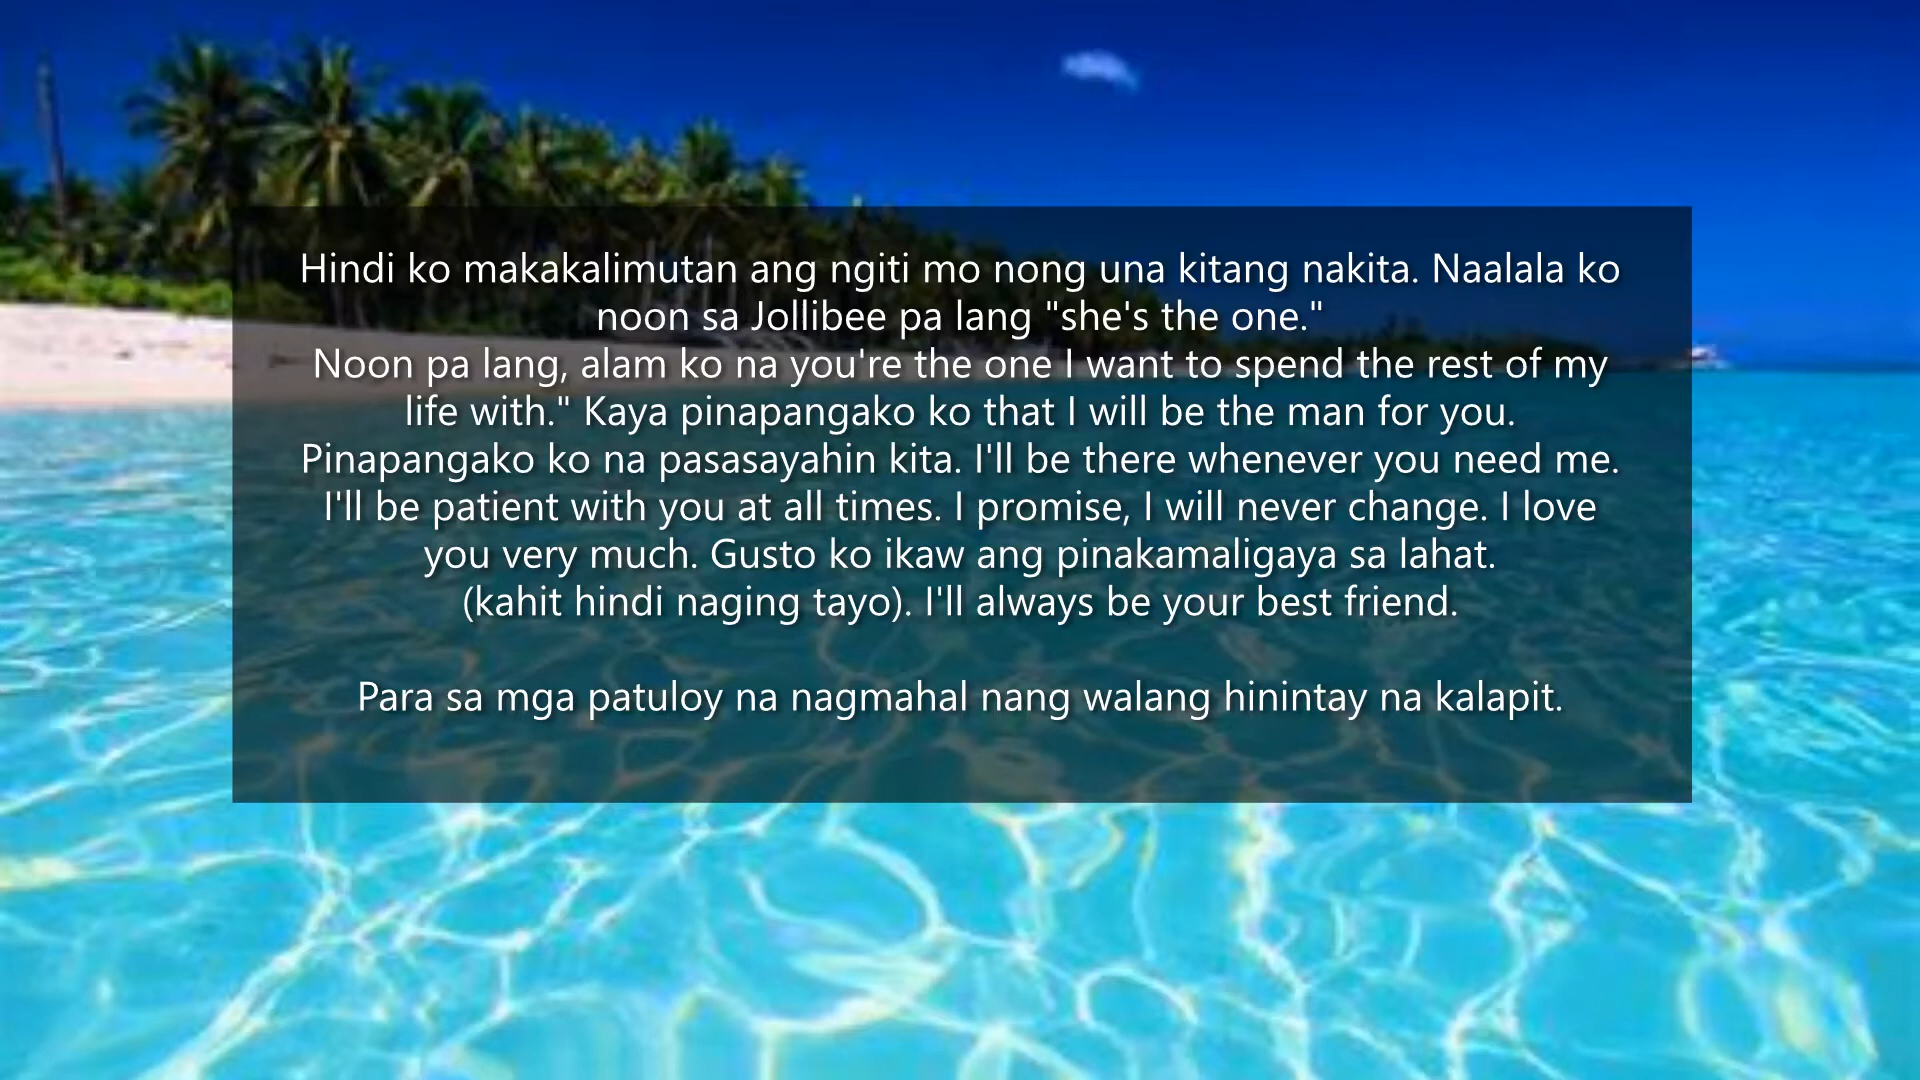 Hindi ko makakalimutan ang ngiti mo nong una kitang nakita. Naalala ko
noon sa Jollibee pa lang "she's the one."
Noon pa lang, alam ko na you're the one I want to spend the rest of my
life with." Kaya pinapangako ko that I will be the man for you.
Pinapangako ko na pasasayahin kita. I'll be there whenever you need me.
I'll be patient with you at all times. I promise, I will never change. I love
you very much. Gusto ko ikaw ang pinakamaligaya sa lahat.
(kahit hindi naging tayo). I'll always be your best friend.
Para sa mga patuloy na nagmahal nang walang hinintay na kalapit.